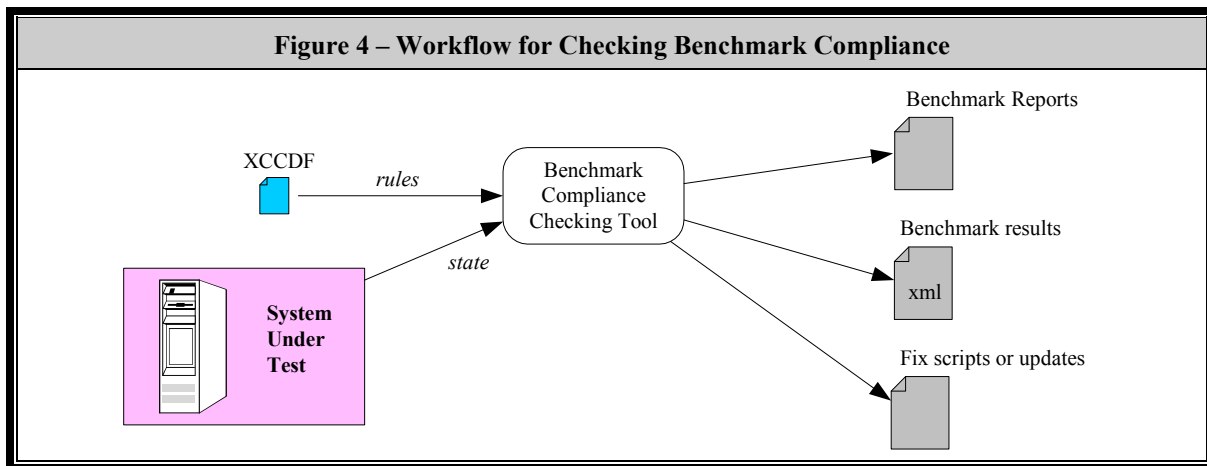 Figure 4 – Workflow for Checking Benchmark Compliance
Benchmark Reports
XCCDF
rules
Benchmark
Compliance
Checking Tool
Benchmark results
xml
state
System
Under
Test
Fix scripts or updates